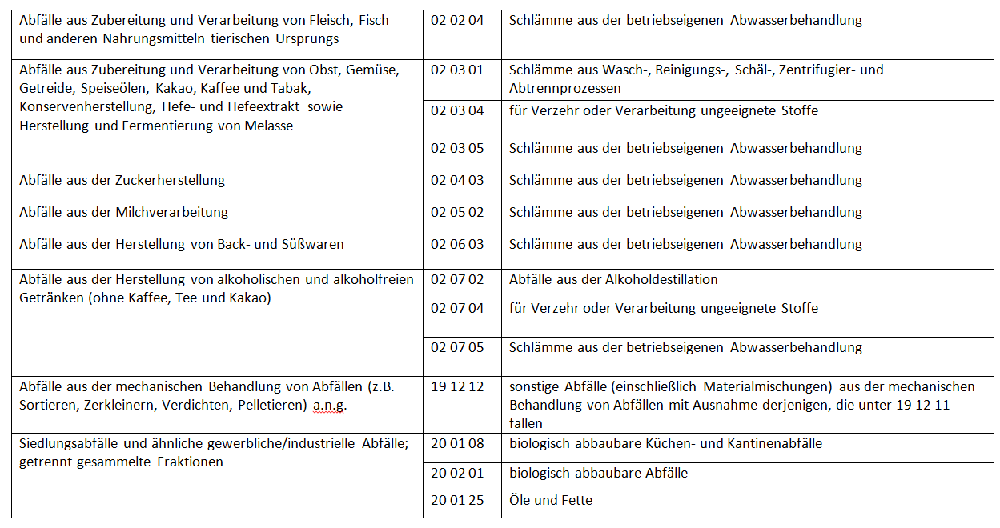 Abfälle aus Zubereitung und Verarbeitung von Fleisch, Fisch
und anderen Nahrungsmitteln tierischen Ursprungs
02 02 04
Schlämme aus der betriebseigenen Abwasserbehandlung
Abfälle aus Zubereitung und Verarbeitung von Obst, Gemüse,
Getreide, Speiseölen, Kakao, Kaffee und Tabak,
Konservenherstellung, Hefe- und Hefeextrakt sowie
Herstellung und Fermentierung von Melasse
02 03 01
Schlämme aus Wasch-, Reinigungs-, Schäl-, Zentrifugier- und
Abtrennprozessen
02 03 04
für Verzehr oder Verarbeitung ungeeignete Stoffe
02 03 05
Schlämme aus der betriebseigenen Abwasserbehandlung
Abfälle aus der Zuckerherstellung
02 04 03
Schlämme aus der betriebseigenen Abwasserbehandlung
Abfälle aus der Milchverarbeitung
02 05 02
Schlämme aus der betriebseigenen Abwasserbehandlung
Abfälle aus der Herstellung von Back- und Süßwaren
02 06 03
Schlämme aus der betriebseigenen Abwasserbehandlung
Abfälle aus der Herstellung von alkoholischen und alkoholfreien
Getränken (ohne Kaffee, Tee und Kakao)
02 07 02
Abfälle aus der Alkoholdestillation
02 07 04
für Verzehr oder Verarbeitung ungeeignete Stoffe
02 07 05
Schlämme aus der betriebseigenen Abwasserbehandlung
Abfälle aus der mechanischen Behandlung von Abfällen (z.B.
Sortieren, Zerkleinern, Verdichten, Pelletieren) a.n.g.
19 12 12
sonstige Abfälle (einschließlich Materialmischungen) aus der mechanischen
Behandlung von Abfällen mit Ausnahme derjenigen, die unter 19 12 11
fallen
Siedlungsabfälle und ähnliche gewerbliche/industrielle Abfälle;
getrennt gesammelte Fraktionen
20 01 08
biologisch abbaubare Küchen- und Kantinenabfälle
20 02 01
biologisch abbaubare Abfälle
20 01 25
Öle und Fette